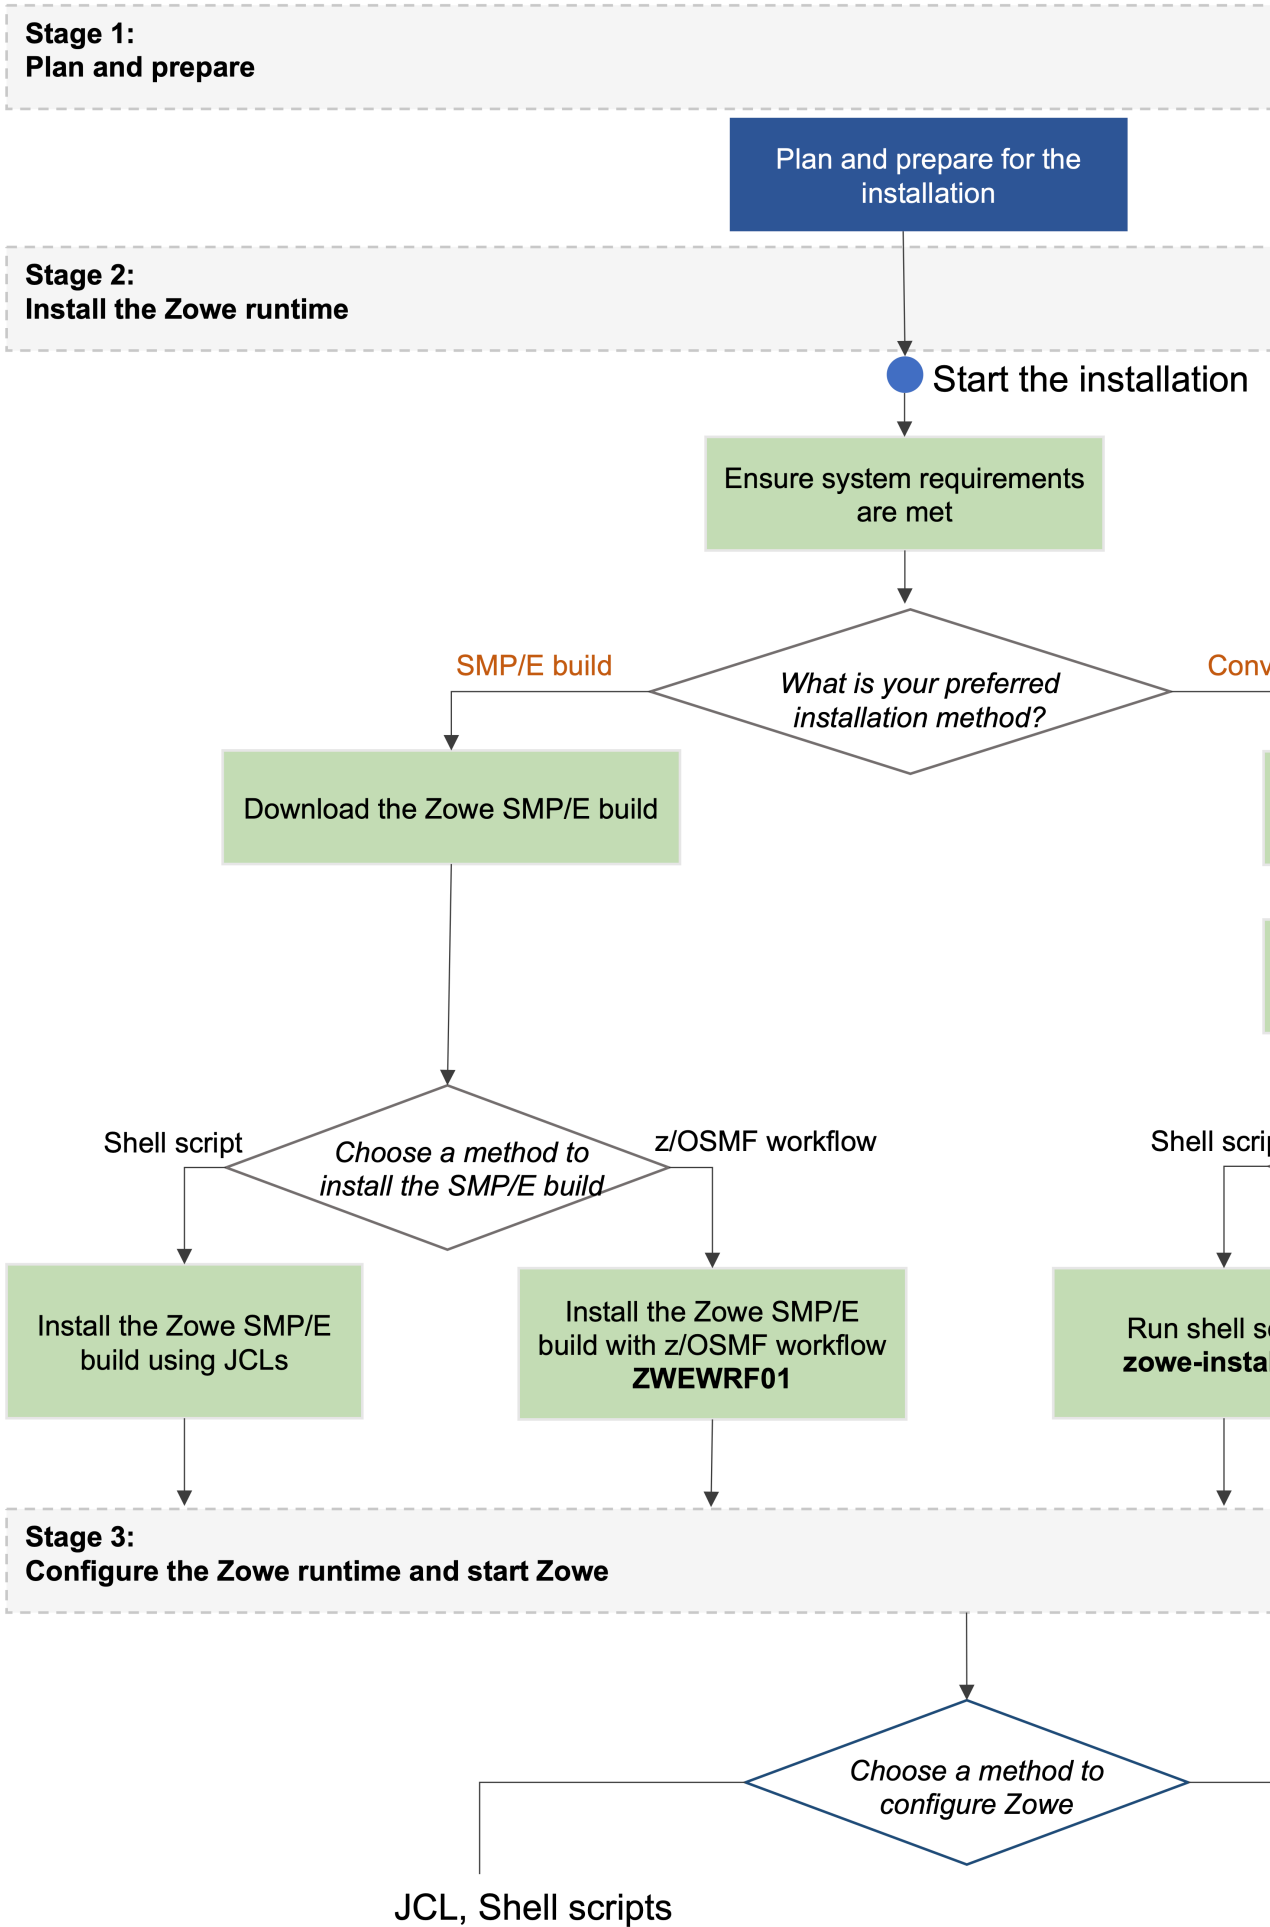 Stage 1:
Plan and prepare
Plan and prepare for the
installation
Stage 2:
Install the Zowe runtime
Start the installation
Ensure system requirements
are met
SMP/E build
What is your preferred
installation method?
Download the Zowe SMP/E build
Shell script
Choose a method to
install the SMP/E build
z/OSMF workflow
Shell
Install the Zowe SMP/E
build using JCLs
Install the Zowe SMP/E
build with z/OSMF workflow
ZWEWRF01
Run shell
Stage 3:
Configure the Zowe runtime and start Zowe
Choose a method to
configure Zowe
JCL, Shell scripts